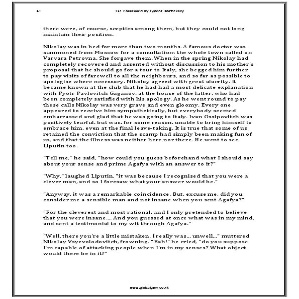 there were, of course, sceptics among them, but they could not long
maintain their position.
Nikolay was in bed for more than two months. A famous doctor was
summoned from Moscow for a consultation; the whole town called on
Varvara Petrovna. She forgave them. When in the spring Nikolay had
completely recovered and assented without discussion to his mother's
proposal that he should go for a tour to Italy, she begged him further
to pay visits of farewell to all the neighbours, and so far as possible to
apologise where necessary. Nikolay agreed with great alacrity. It
became known at the club that he had had a most delicate explanation
with Pyotr Pavlovitch Gaganov, at the house of the latter, who had
been completely satisfied with his apology. As he went round to pay
these calls Nikolay was very grave and even gloomy. Every one
appeared to receive him sympathetically, but everybody seemed
embarrassed and glad that he was going to Italy. Ivan Ossipovitch was
positively tearful, but was, for some reason, unable to bring himself to
embrace him, even at the final leave-taking. It is true that some of us
retained the conviction that the scamp had simply been making fun of
us, and that the illness was neither here nor there. He went to see
Liputin too.
"Tell me," he said, "how could you guess beforehand what I should say
about your sense and prime Agafya with an answer to it?"
"Why," laughed Liputin, "it was because I recognised that you were a
clever man, and so I foresaw what your answer would be."
"Anyway, it was a remarkable coincidence. But, excuse me, did you
consider me a sensible man and not insane when you sent Agafya?"
"For the cleverest and most rational, and I only pretended to believe
that you were insane.... And you guessed at once what was in my mind,
and sent a testimonial to my wit through Agafya."
"Well, there you're a little mistaken. I really was... unwell..." muttered
Nikolay Vsyevolodovitch, frowning. "Bah!" he cried, "do you suppose
I'm capable of attacking people when I'm in my senses? What object
would there be in it?"